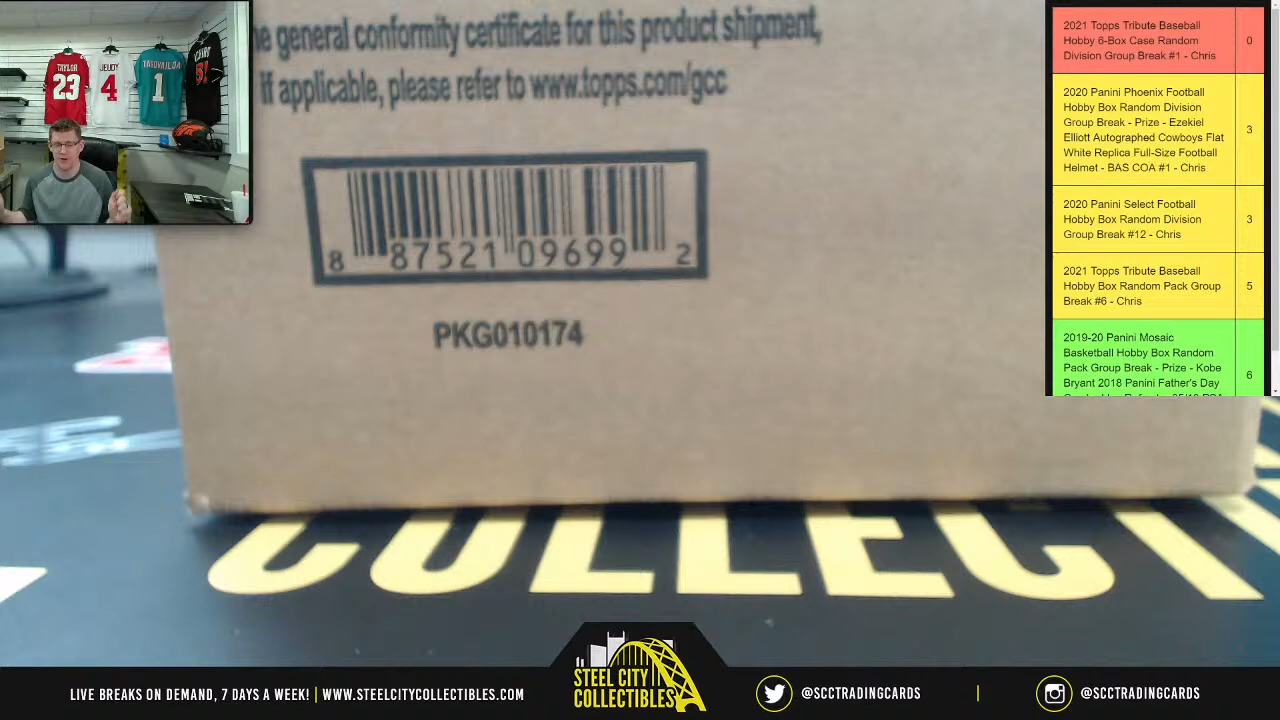 he general conformity certificate for this product shipment,
if applicable, please refer to www.topps.com/gcc
8 87521 09699 2
PKG010174
TAYLOR
23
JEUDY
4
TAGOVAILOA
1
COLLECT
2021 Topps Tribute Baseball
Hobby 6-Box Case Random
Division Group Break #1 - Chris
0
2020 Panini Phoenix Football
Hobby Box Random Division
Group Break - Prize - Ezekiel
Elliott Autographed Cowboys Flat
White Replica Full-Size Football
Helmet - BAS COA #1 - Chris
3
2020 Panini Select Football
Hobby Box Random Division
Group Break #12 - Chris
3
2021 Topps Tribute Baseball
Hobby Box Random Pack Group
Break #6 - Chris
5
2019-20 Panini Mosaic
Basketball Hobby Box Random
Pack Group Break - Prize - Kobe
Bryant 2018 Panini Father's Day
6
LIVE BREAKS ON DEMAND, 7 DAYS A WEEK! | WWW.STEELCITYCOLLECTIBLES.COM
STEEL CITY
COLLECTIBLES
@SCCTRADINGCARDS
@SCCTRADINGCARDS